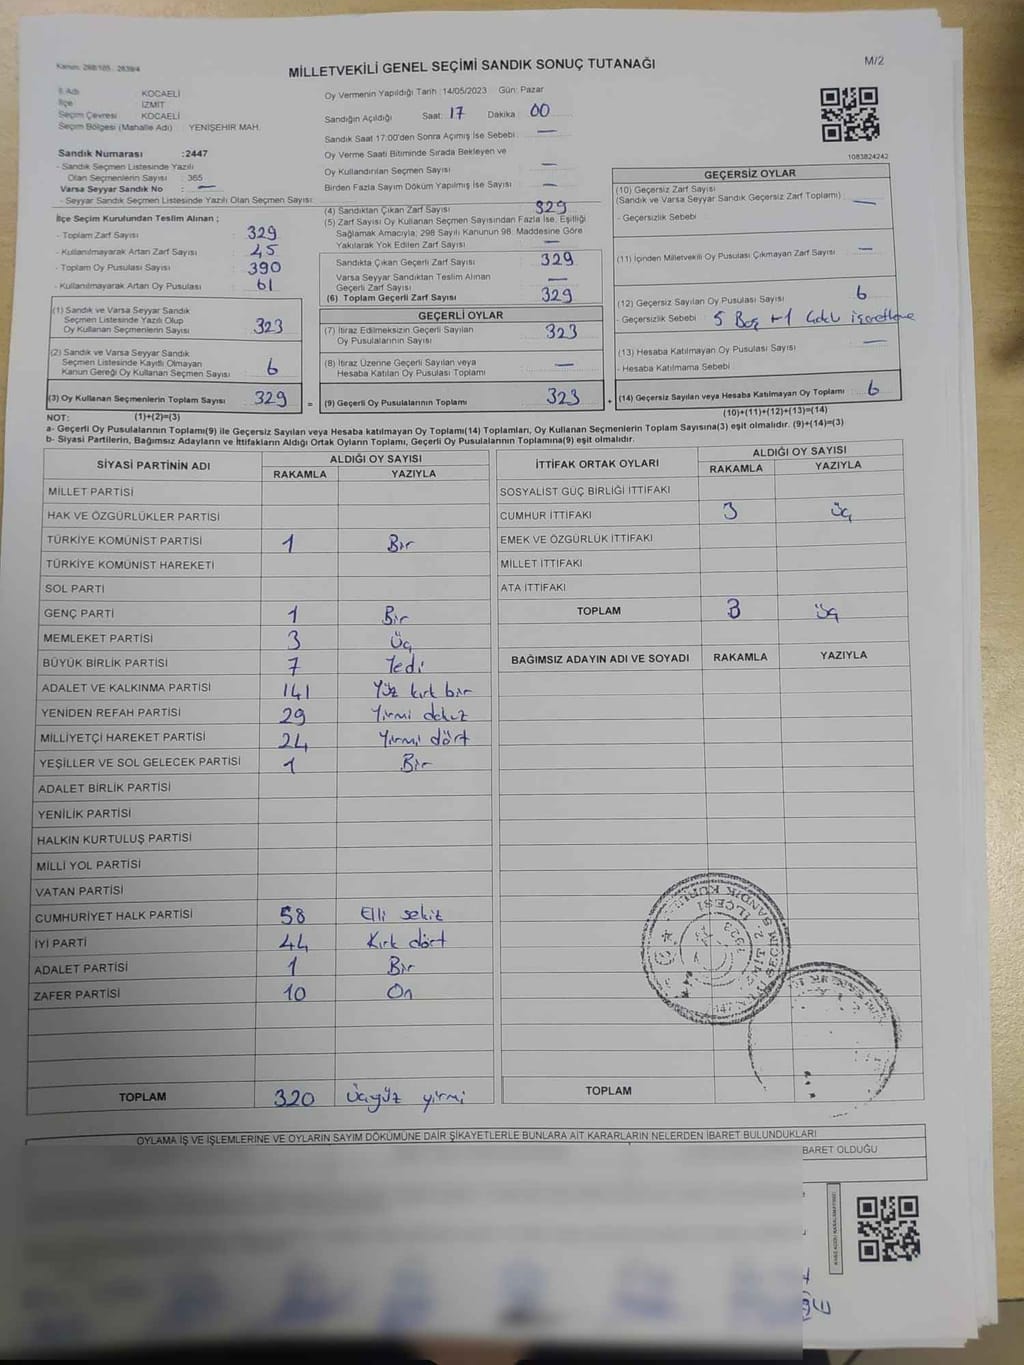 Kanun: 298/105 - 2839/4
MİLLETVEKİLİ GENEL SEÇİMİ SANDIK SONUÇ TUTANAĞI
M/2
İl Adı KOCAELİ
İlçe İZMİT
Seçim Çevresi KOCAELİ
Seçim Bölgesi (Mahalle Adı) YENİŞEHİR MAH.
Sandık Numarası :2447
- Sandık Seçmen Listesinde Yazılı
Olan Seçmenlerin Sayısı : 365
Varsa Seyyar Sandık No : —
- Seyyar Sandık Seçmen Listesinde Yazılı Olan Seçmen Sayısı:
Oy Vermenin Yapıldığı Tarih :14/05/2023 Gün: Pazar
Sandığın Açıldığı Saat: 17 Dakika 00
Sandık Saat 17:00'den Sonra Açılmış İse Sebebi : —
Oy Verme Saati Bitiminde Sırada Bekleyen ve
Oy Kullandırılan Seçmen Sayısı —
Birden Fazla Sayım Döküm Yapılmış İse Sayısı —
1083824242
İlçe Seçim Kurulundan Teslim Alınan ;
- Toplam Zarf Sayısı 329
- Kullanılmayarak Artan Zarf Sayısı 45
- Toplam Oy Pusulası Sayısı 390
- Kullanılmayarak Artan Oy Pusulası 61
(1) Sandık ve Varsa Seyyar Sandık
Seçmen Listesinde Yazılı Olup
Oy Kullanan Seçmenlerin Sayısı 323
(2) Sandık ve Varsa Seyyar Sandık
Seçmen Listesinde Kayıtlı Olmayan
Kanun Gereği Oy Kullanan Seçmen Sayısı 6
(3) Oy Kullanan Seçmenlerin Toplam Sayısı 329
(4) Sandıktan Çıkan Zarf Sayısı 329
(5) Zarf Sayısı Oy Kullanan Seçmen Sayısından Fazla İse, Eşitliği
Sağlamak Amacıyla; 298 Sayılı Kanunun 98. Maddesine Göre
Yakılarak Yok Edilen Zarf Sayısı —
Sandıkta Çıkan Geçerli Zarf Sayısı 329
Varsa Seyyar Sandıktan Teslim Alınan
Geçerli Zarf Sayısı —
(6) Toplam Geçerli Zarf Sayısı 329
GEÇERLİ OYLAR
(7) İtiraz Edilmeksizin Geçerli Sayılan
Oy Pusulalarının Sayısı 323
(8) İtiraz Üzerine Geçerli Sayılan veya
Hesaba Katılan Oy Pusulası Toplamı —
= (9) Geçerli Oy Pusulalarının Toplamı 323 +
GEÇERSİZ OYLAR
(10) Geçersiz Zarf Sayısı
(Sandık ve Varsa Seyyar Sandık Geçersiz Zarf Toplamı) —
- Geçersizlik Sebebi
(11) İçinden Milletvekili Oy Pusulası Çıkmayan Zarf Sayısı —
(12) Geçersiz Sayılan Oy Pusulası Sayısı 6
- Geçersizlik Sebebi : 5 Boş +1 Çoklu işaretleme
(13) Hesaba Katılmayan Oy Pusulası Sayısı —
- Hesaba Katılmama Sebebi
(14) Geçersiz Sayılan veya Hesaba Katılmayan Oy Toplamı 6
NOT: (1)+(2)=(3)
(10)+(11)+(12)+(13)=(14)
a- Geçerli Oy Pusulalarının Toplamı(9) ile Geçersiz Sayılan veya Hesaba katılmayan Oy Toplamı(14) Toplamları, Oy Kullanan Seçmenlerin Toplam Sayısına(3) eşit olmalıdır. (9)+(14)=(3)
b- Siyasi Partilerin, Bağımsız Adayların ve İttifakların Aldığı Ortak Oyların Toplamı, Geçerli Oy Pusulalarının Toplamına(9) eşit olmalıdır.
SİYASİ PARTİNİN ADI ALDIĞI OY SAYISI
RAKAMLA YAZIYLA
MİLLET PARTİSİ
HAK VE ÖZGÜRLÜKLER PARTİSİ
TÜRKİYE KOMÜNİST PARTİSİ 1 Bir
TÜRKİYE KOMÜNİST HAREKETİ
SOL PARTİ
GENÇ PARTİ 1 Bir
MEMLEKET PARTİSİ 3 Üç
BÜYÜK BİRLİK PARTİSİ 7 Yedi
ADALET VE KALKINMA PARTİSİ 141 Yüz kırk bir
YENİDEN REFAH PARTİSİ 29 Yirmi dokuz
MİLLİYETÇİ HAREKET PARTİSİ 24 Yirmi dört
YEŞİLLER VE SOL GELECEK PARTİSİ 1 Bir
ADALET BİRLİK PARTİSİ
YENİLİK PARTİSİ
HALKIN KURTULUŞ PARTİSİ
MİLLİ YOL PARTİSİ
VATAN PARTİSİ
CUMHURİYET HALK PARTİSİ 58 Elli sekiz
İYİ PARTİ 44 Kırk dört
ADALET PARTİSİ 1 Bir
ZAFER PARTİSİ 10 On
TOPLAM 320 Üçyüz yirmi
İTTİFAK ORTAK OYLARI ALDIĞI OY SAYISI
RAKAMLA YAZIYLA
SOSYALİST GÜÇ BİRLİĞİ İTTİFAKI
CUMHUR İTTİFAKI 3 üç
EMEK VE ÖZGÜRLÜK İTTİFAKI
MİLLET İTTİFAKI
ATA İTTİFAKI
TOPLAM 3 üç
BAĞIMSIZ ADAYIN ADI VE SOYADI RAKAMLA YAZIYLA
TOPLAM
OYLAMA İŞ VE İŞLEMLERİNE VE OYLARIN SAYIM DÖKÜMÜNE DAİR ŞİKAYETLERLE BUNLARA AİT KARARLARIN NELERDEN İBARET BULUNDUKLARI
BARET OLDUĞU